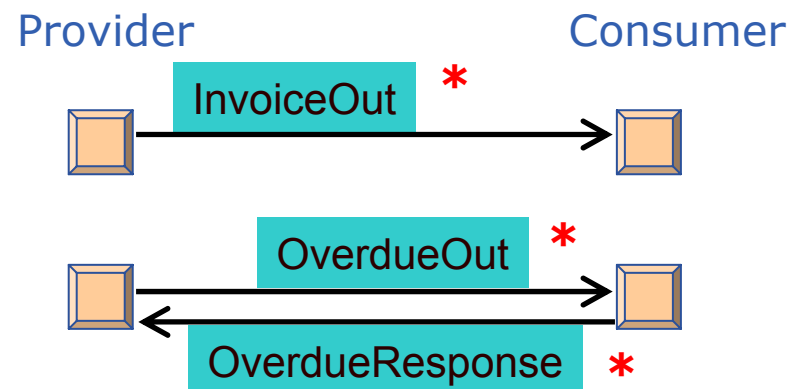 Provider
Consumer
InvoiceOut *
OverdueOut *
OverdueResponse *